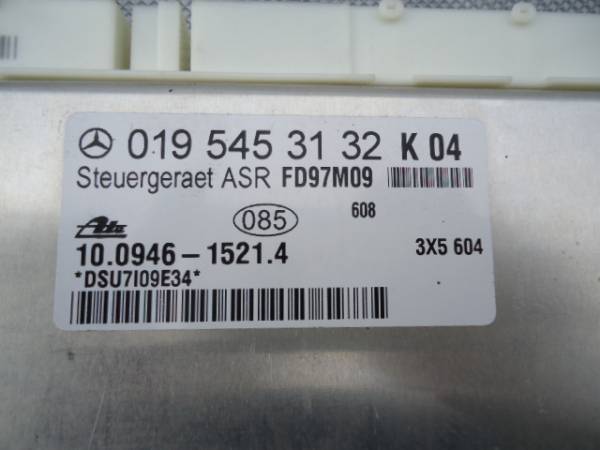 019 545 31 32 K 04
Steuergeraet ASR FD97M09
085 608
Ate
10.0946-1521.4 3X5 604
*DSU7I09E34*